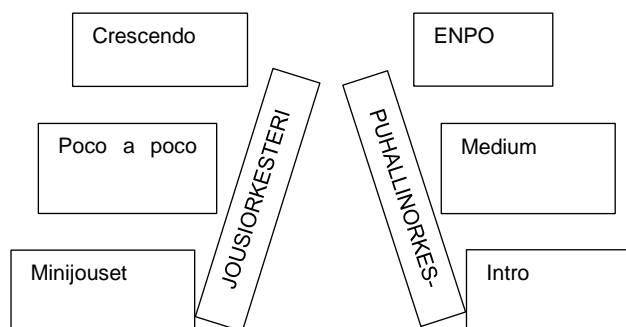 Crescendo
ENPO
JOUSIORKESTERI
PUHALLINORKES-
Poco a poco
Medium
Minijouset
Intro